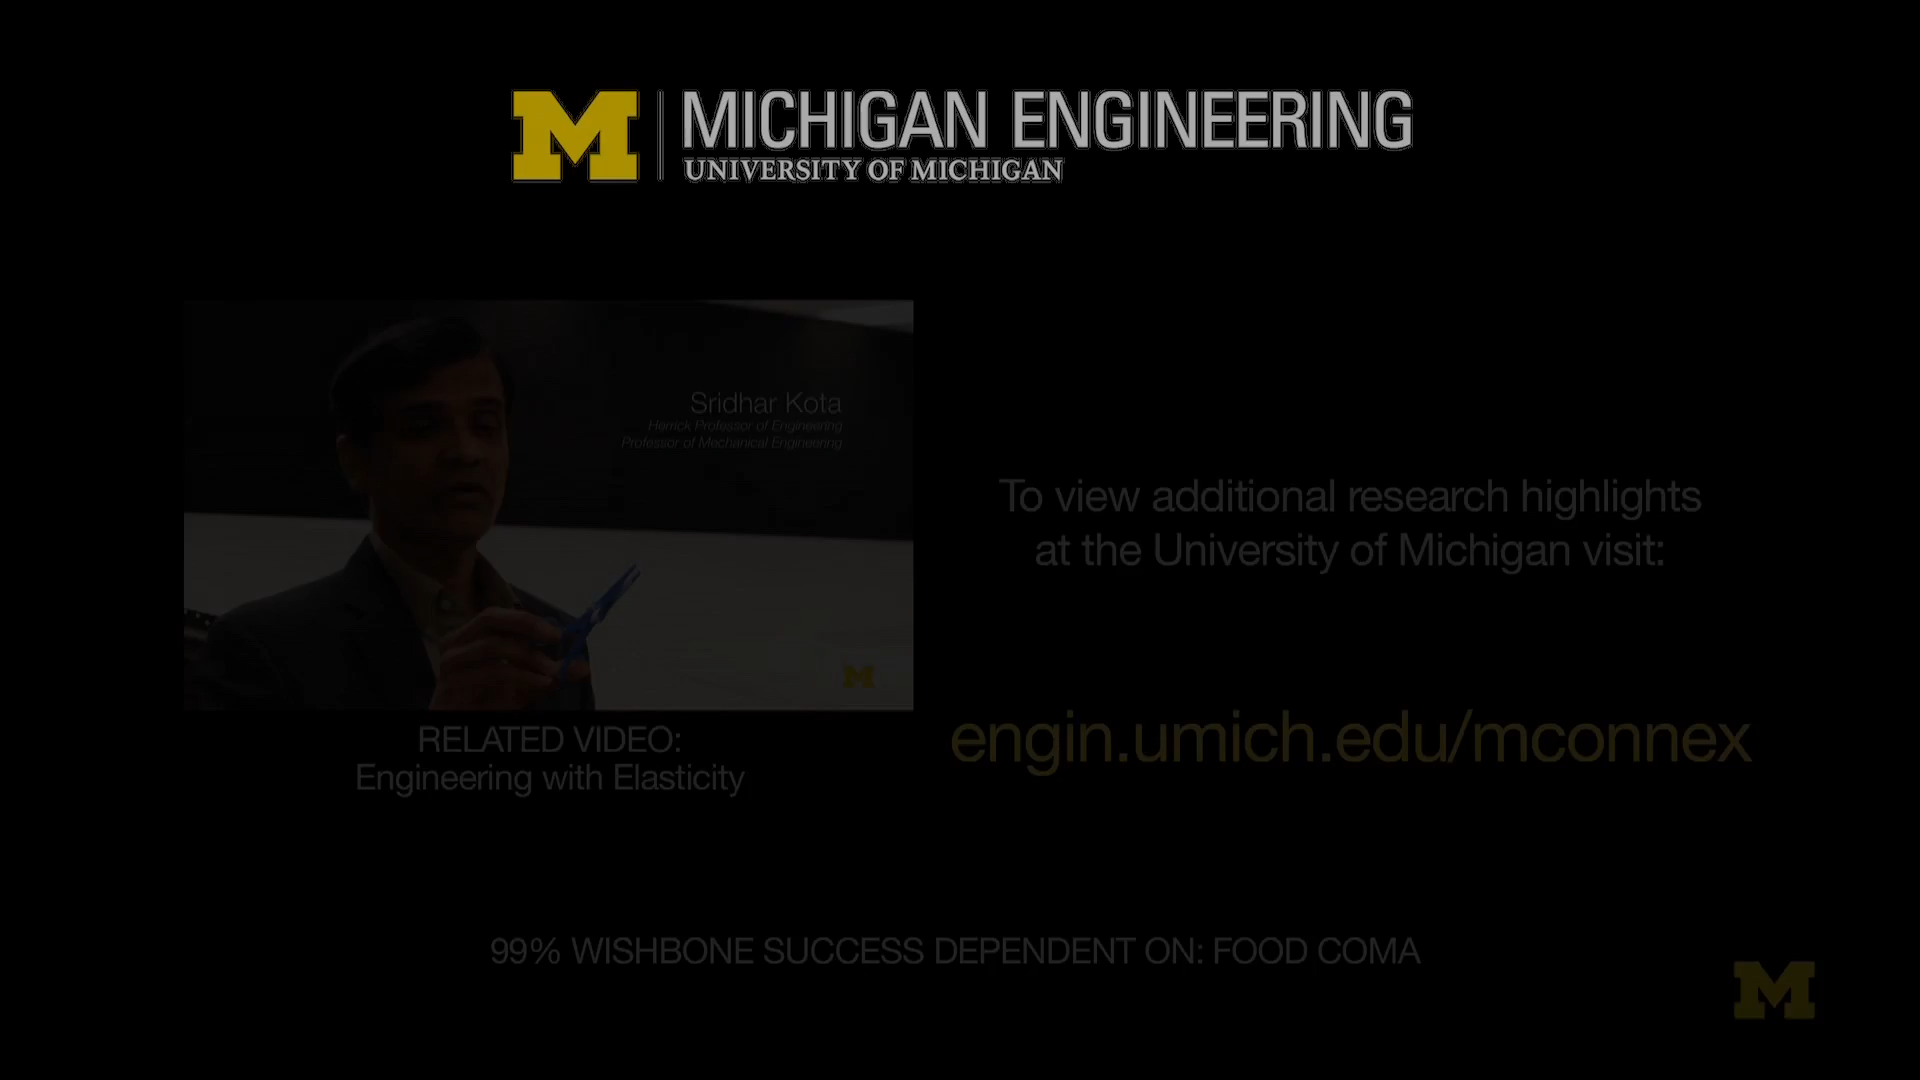 M
MICHIGAN ENGINEERING
UNIVERSITY OF MICHIGAN
Sridhar Kota
Herrick Professor of Engineering
Professor of Mechanical Engineering
M
RELATED VIDEO:
Engineering with Elasticity
To view additional research highlights
at the University of Michigan visit:
engin.umich.edu/mconnex
99% WISHBONE SUCCESS DEPENDENT ON: FOOD COMA
M